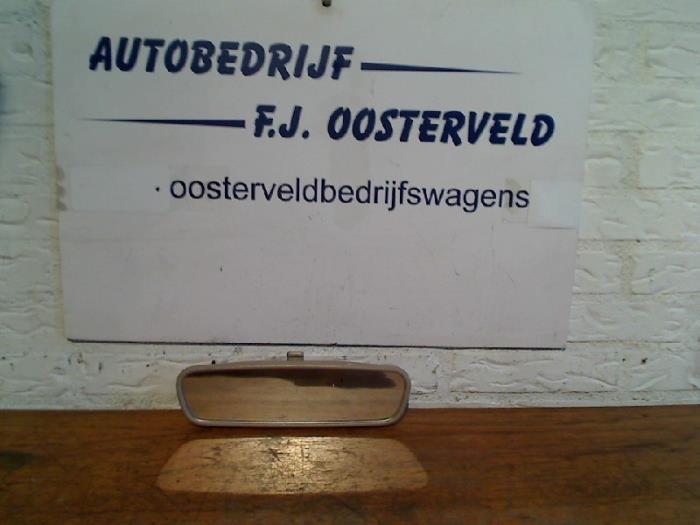 AUTOBEDRIJF
F.J. OOSTERVELD
· oosterveldbedrijfswagens